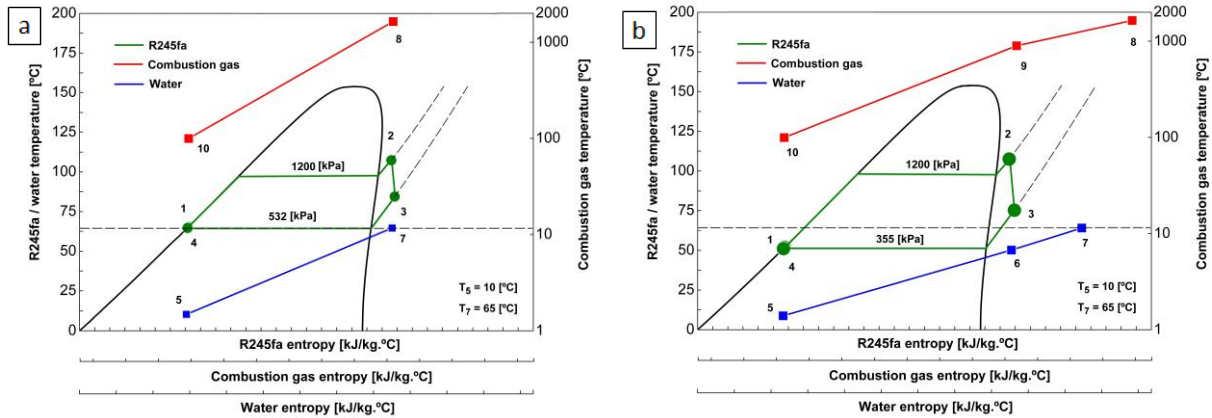 a
R245fa / water temperature [ºC]
200
175
150
125
100
75
50
25
0
R245fa
Combustion gas
Water
8
10
2
1200 [kPa]
1
532 [kPa]
3
4
7
5
T5 = 10 [ºC]
T7 = 65 [ºC]
2000
1000
100
10
1
Combustion gas temperature [ºC]
R245fa entropy [kJ/kg.ºC]
Combustion gas entropy [kJ/kg.ºC]
Water entropy [kJ/kg.ºC]
b
R245fa / water temperature [ºC]
200
175
150
125
100
75
50
25
0
R245fa
Combustion gas
Water
8
9
10
2
1200 [kPa]
1
355 [kPa]
3
4
6
7
5
T5 = 10 [ºC]
T7 = 65 [ºC]
2000
1000
100
10
1
Combustion gas temperature [ºC]
R245fa entropy [kJ/kg.ºC]
Combustion gas entropy [kJ/kg.ºC]
Water entropy [kJ/kg.ºC]